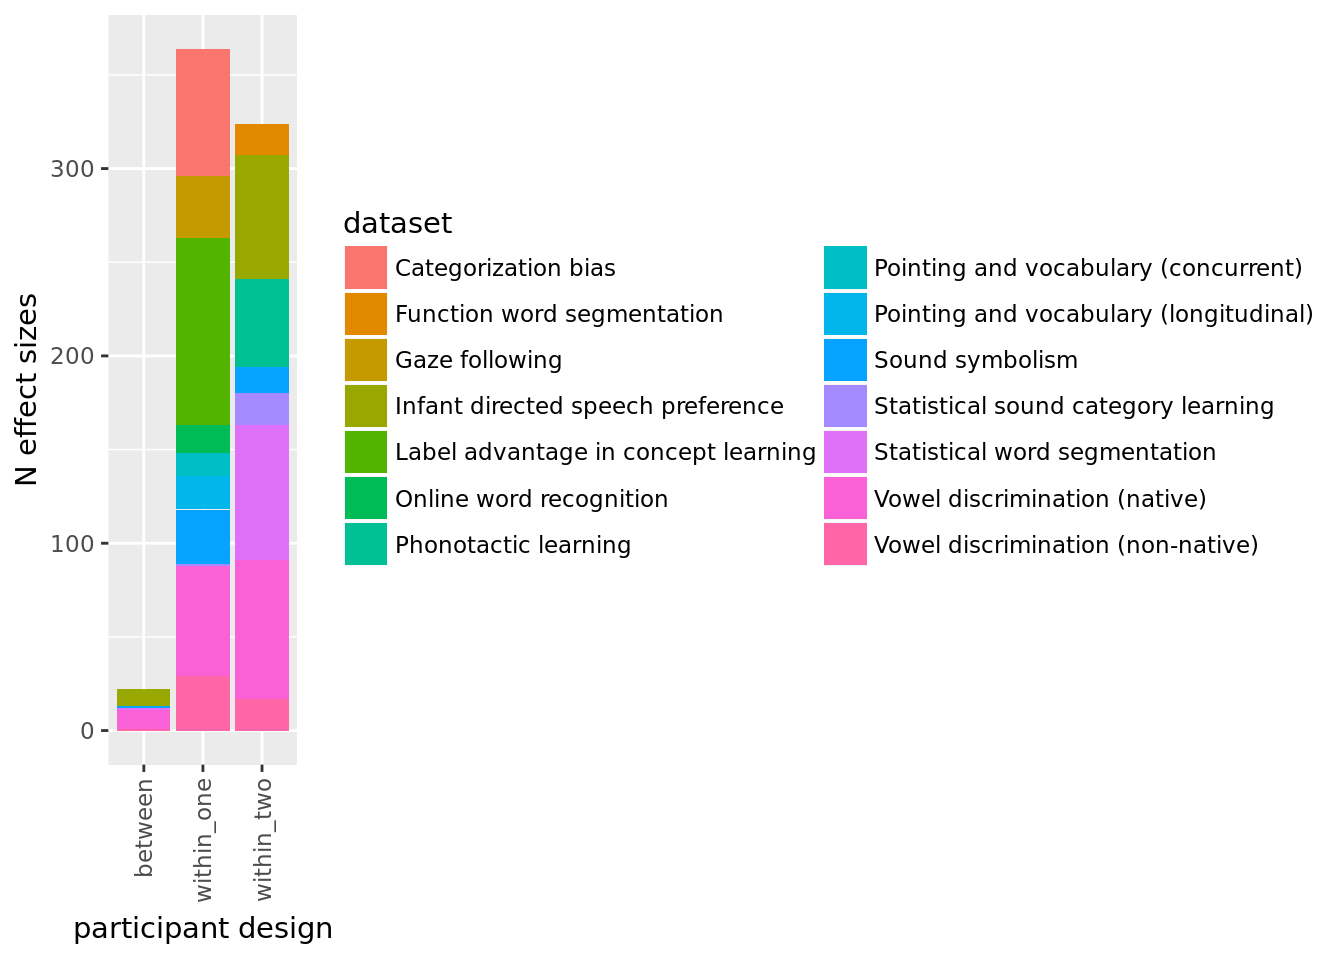 N effect sizes
300
200
100
0
between
within_one
within_two
participant design
dataset
Categorization bias
Function word segmentation
Gaze following
Infant directed speech preference
Label advantage in concept learning
Online word recognition
Phonotactic learning
Pointing and vocabulary (concurrent)
Pointing and vocabulary (longitudinal)
Sound symbolism
Statistical sound category learning
Statistical word segmentation
Vowel discrimination (native)
Vowel discrimination (non-native)